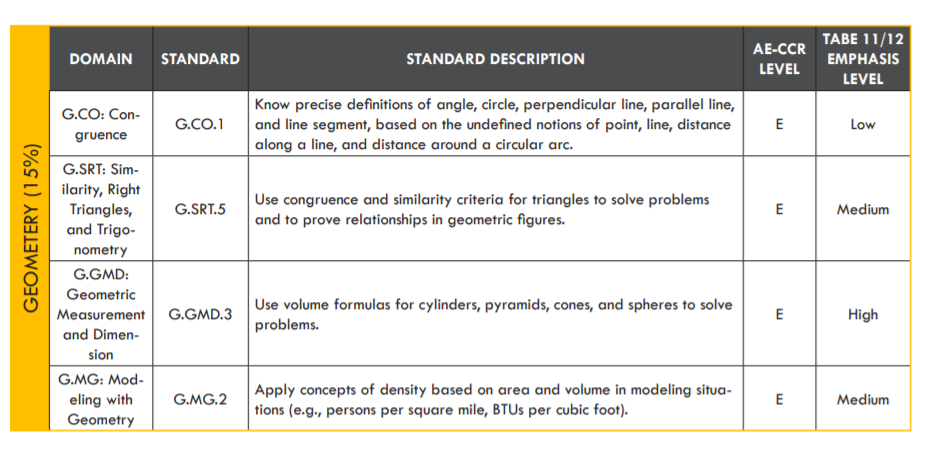 GEOMETERY (15%)
DOMAIN STANDARD STANDARD DESCRIPTION AE-CCR LEVEL TABE 11/12 EMPHASIS LEVEL
G.CO: Con-
gruence
G.CO.1
Know precise definitions of angle, circle, perpendicular line, parallel line,
and line segment, based on the undefined notions of point, line, distance
along a line, and distance around a circular arc.
E
Low
G.SRT: Sim-
ilarity, Right
Triangles,
and Trigo-
nometry
G.SRT.5
Use congruence and similarity criteria for triangles to solve problems
and to prove relationships in geometric figures.
E
Medium
G.GMD:
Geometric
Measurement
and Dimen-
sion
G.GMD.3
Use volume formulas for cylinders, pyramids, cones, and spheres to solve
problems.
E
High
G.MG: Mod-
eling with
Geometry
G.MG.2
Apply concepts of density based on area and volume in modeling situa-
tions (e.g., persons per square mile, BTUs per cubic foot).
E
Medium